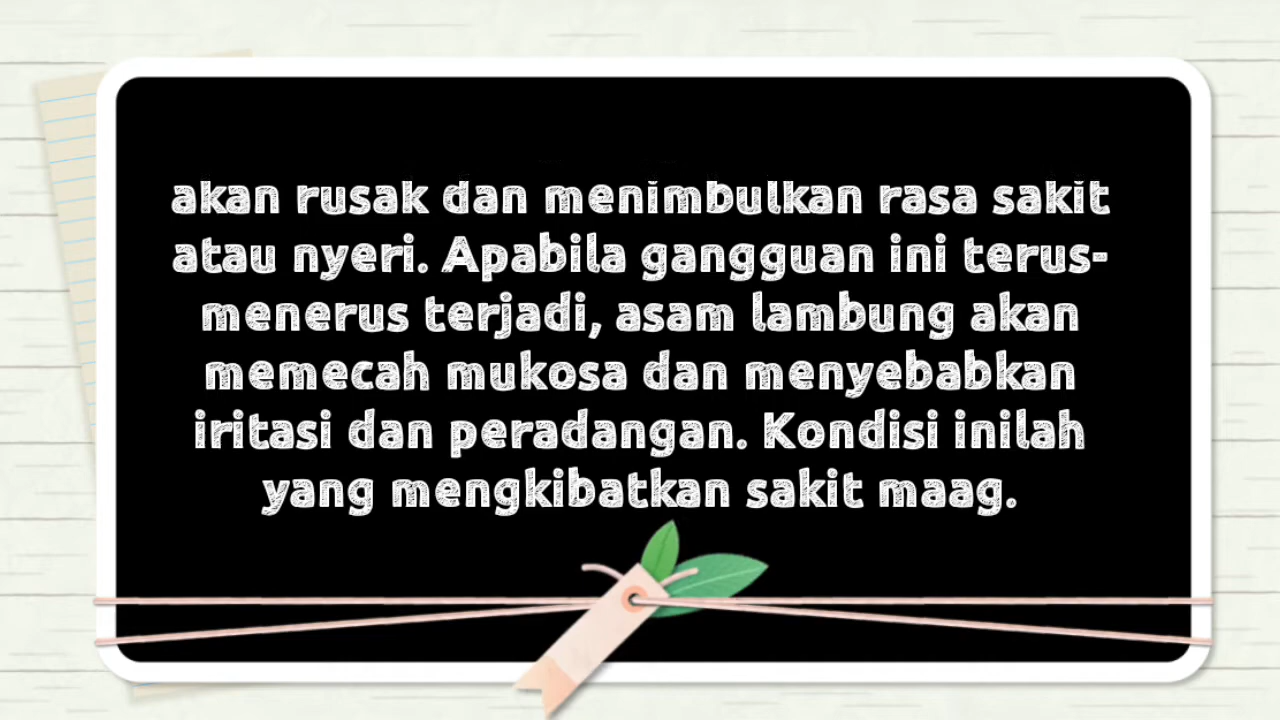 akan rusak dan menimbulkan rasa sakit
atau nyeri. Apabila gangguan ini terus-
menerus terjadi, asam lambung akan
memecah mukosa dan menyebabkan
iritasi dan peradangan. Kondisi inilah
yang mengkibatkan sakit maag.